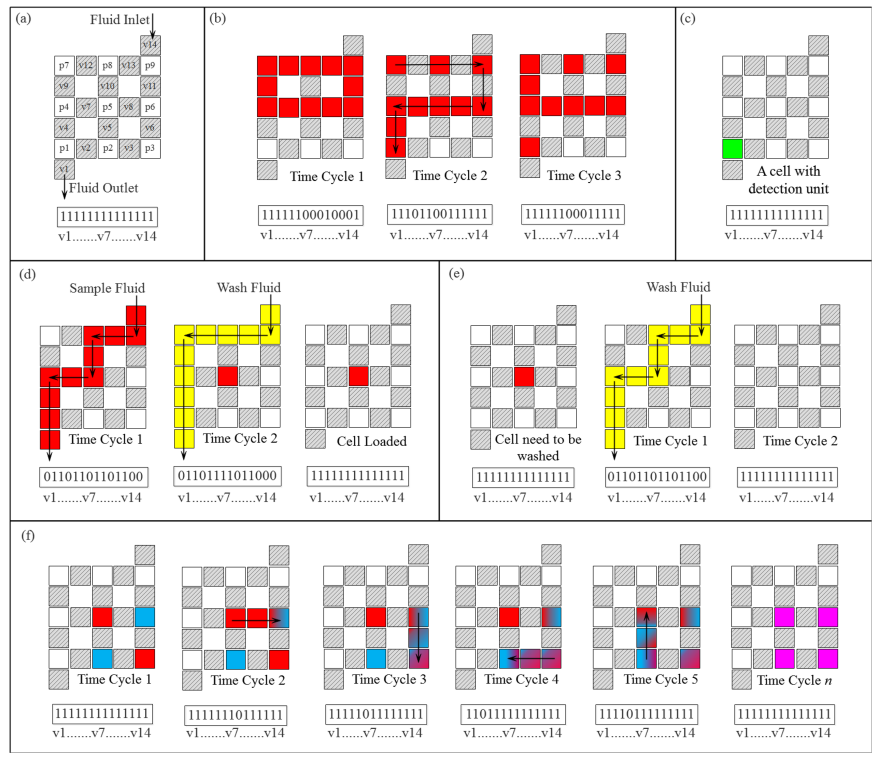 (a)
Fluid Inlet
v14
p7 v12 p8 v13 p9
v9 v10 v11
p4 v7 p5 v8 p6
v4 v5 v6
p1 v2 p2 v3 p3
v1
Fluid Outlet
11111111111111
v1.......v7.......v14
(b)
Time Cycle 1
Time Cycle 2
Time Cycle 3
11111100010001
11101100111111
11111100011111
v1.......v7.......v14
v1.......v7.......v14
v1.......v7.......v14
(c)
A cell with
detection unit
11111111111111
v1.......v7.......v14
(d)
Sample Fluid
Wash Fluid
Time Cycle 1
Time Cycle 2
Cell Loaded
01101101101100
01101111011000
11111111111111
v1.......v7.......v14
v1.......v7.......v14
v1.......v7.......v14
(e)
Wash Fluid
Cell need to be
washed
Time Cycle 1
Time Cycle 2
11111111111111
01101101101100
11111111111111
v1.......v7.......v14
v1.......v7.......v14
v1.......v7.......v14
(f)
Time Cycle 1
Time Cycle 2
Time Cycle 3
Time Cycle 4
Time Cycle 5
Time Cycle n
11111111111111
11111110111111
11111011111111
11011111111111
11110111111111
11111111111111
v1.......v7.......v14
v1.......v7.......v14
v1.......v7.......v14
v1.......v7.......v14
v1.......v7.......v14
v1.......v7.......v14